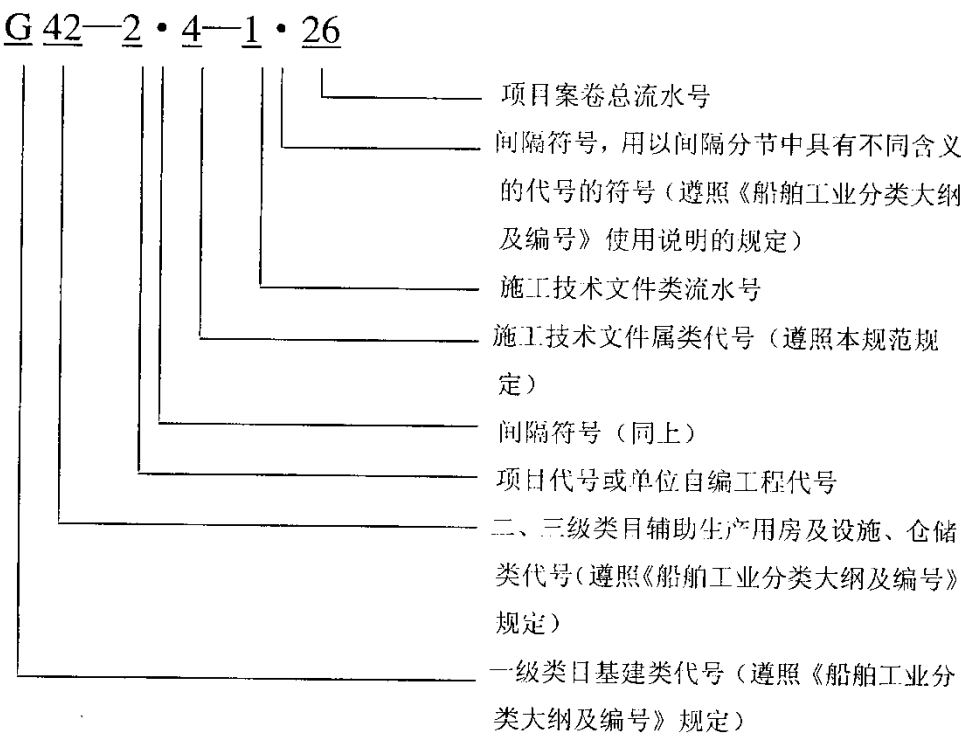 G 42—2·4—1·26
项目案卷总流水号
间隔符号，用以间隔分节中具有不同含义
的代号的符号（遵照《船舶工业分类大纲
及编号》使用说明的规定）
施工技术文件类流水号
施工技术文件属类代号（遵照本规范规
定）
间隔符号（同上）
项目代号或单位自编工程代号
二、三级类目辅助生产用房及设施、仓储
类代号（遵照《船舶工业分类大纲及编号》
规定）
一级类目基建类代号（遵照《船舶工业分
类大纲及编号》规定）